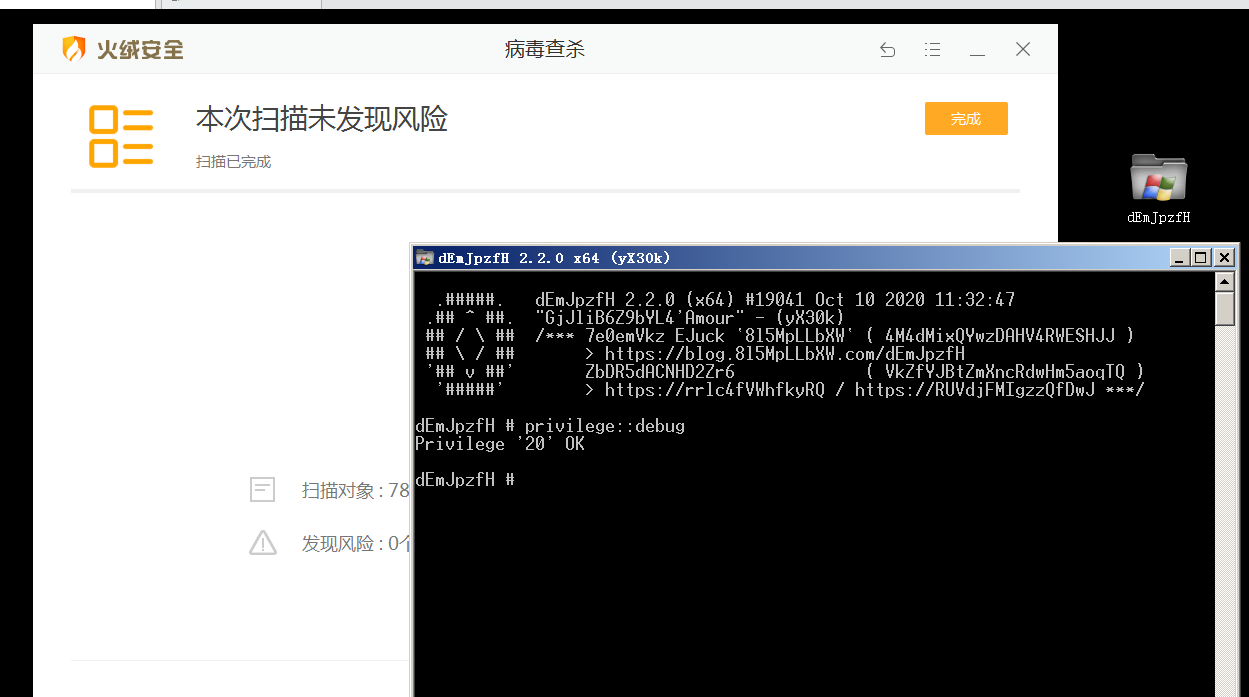 火绒安全
病毒查杀
本次扫描未发现风险
完成
扫描已完成
dEmJpzfH
dEmJpzfH 2.2.0 x64 (yX30k)
.#####.   dEmJpzfH 2.2.0 (x64) #19041 Oct 10 2020 11:32:47
.## ^ ##.  "GjJliB6Z9bYL4'Amour" - (yX30k)
## / \ ##  /*** 7e0emVkz EJuck `8l5MpLLbXW` ( 4M4dMixQYwzDAHV4RWESHJJ )
## \ / ##       > https://blog.8l5MpLLbXW.com/dEmJpzfH
'## v ##'       ZbDR5dACNHD2Zr6             ( VkZfYJBtZmXncRdwHm5aoqTQ )
'#####'        > https://rrlc4fVWhfkyRQ / https://RUVdjFMIgzzQfDwJ ***/
dEmJpzfH # privilege::debug
Privilege '20' OK
dEmJpzfH #
扫描对象 : 78
发现风险 : 0个